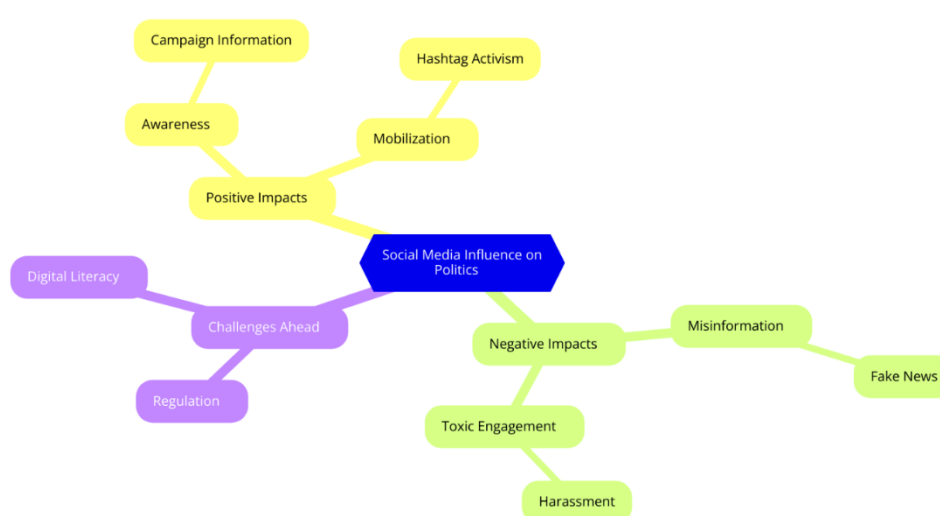 Campaign Information
Hashtag Activism
Awareness
Mobilization
Positive Impacts
Social Media Influence on
Politics
Digital Literacy
Challenges Ahead
Regulation
Negative Impacts
Misinformation
Fake News
Toxic Engagement
Harassment